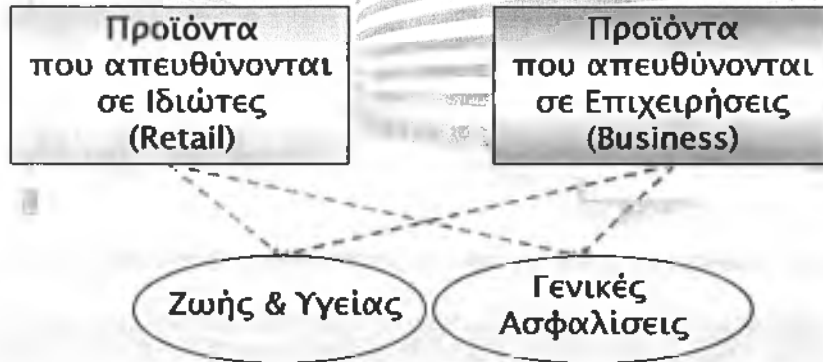 Προϊόντα
που απευθύνονται
σε Ιδιώτες
(Retail)
Προϊόντα
που απευθύνονται
σε Επιχειρήσεις
(Business)
Ζωής & Υγείας
Γενικές
Ασφαλίσεις